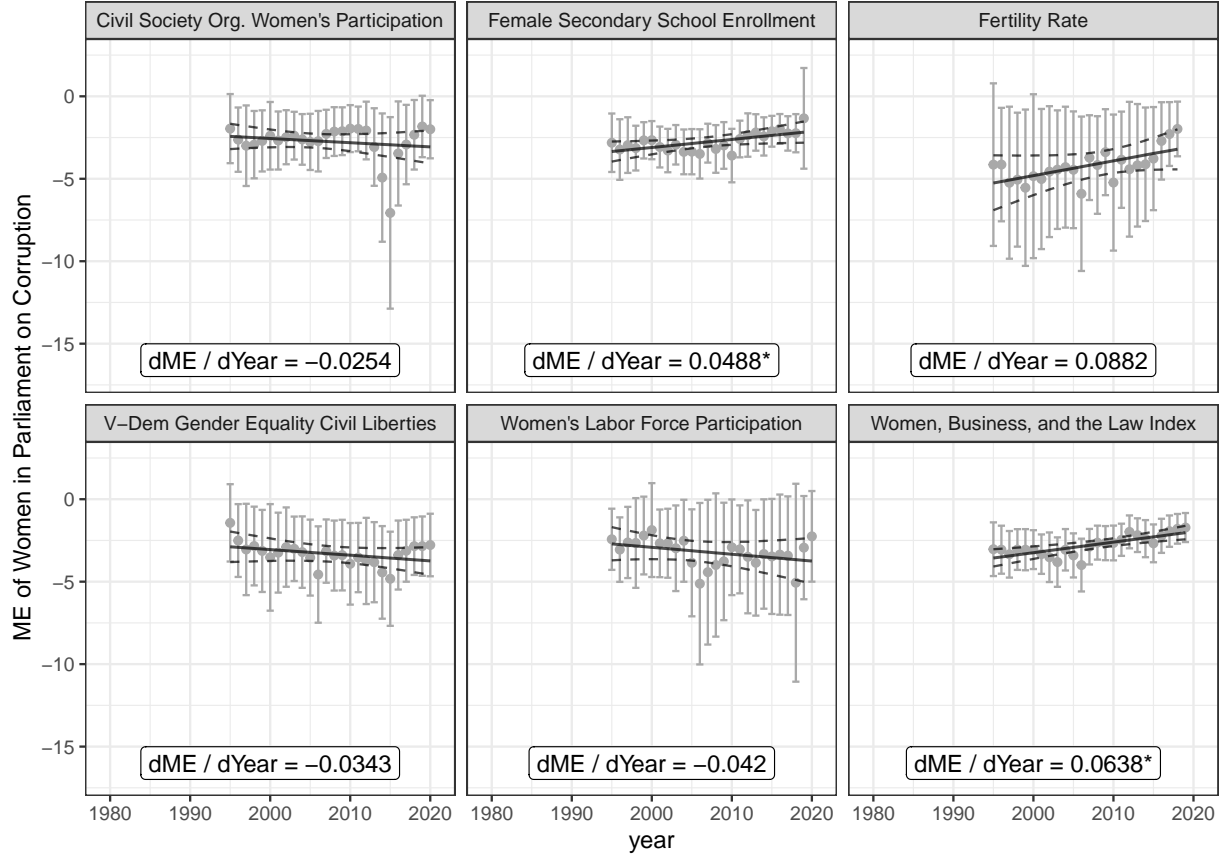 Civil Society Org. Women's Participation
Female Secondary School Enrollment
Fertility Rate
0
−5
−10
−15
dME / dYear = −0.0254
dME / dYear = 0.0488*
dME / dYear = 0.0882
V−Dem Gender Equality Civil Liberties
Women's Labor Force Participation
Women, Business, and the Law Index
0
−5
−10
−15
dME / dYear = −0.0343
dME / dYear = −0.042
dME / dYear = 0.0638*
1980 1990 2000 2010 2020
1980 1990 2000 2010 2020
1980 1990 2000 2010 2020
year
ME of Women in Parliament on Corruption